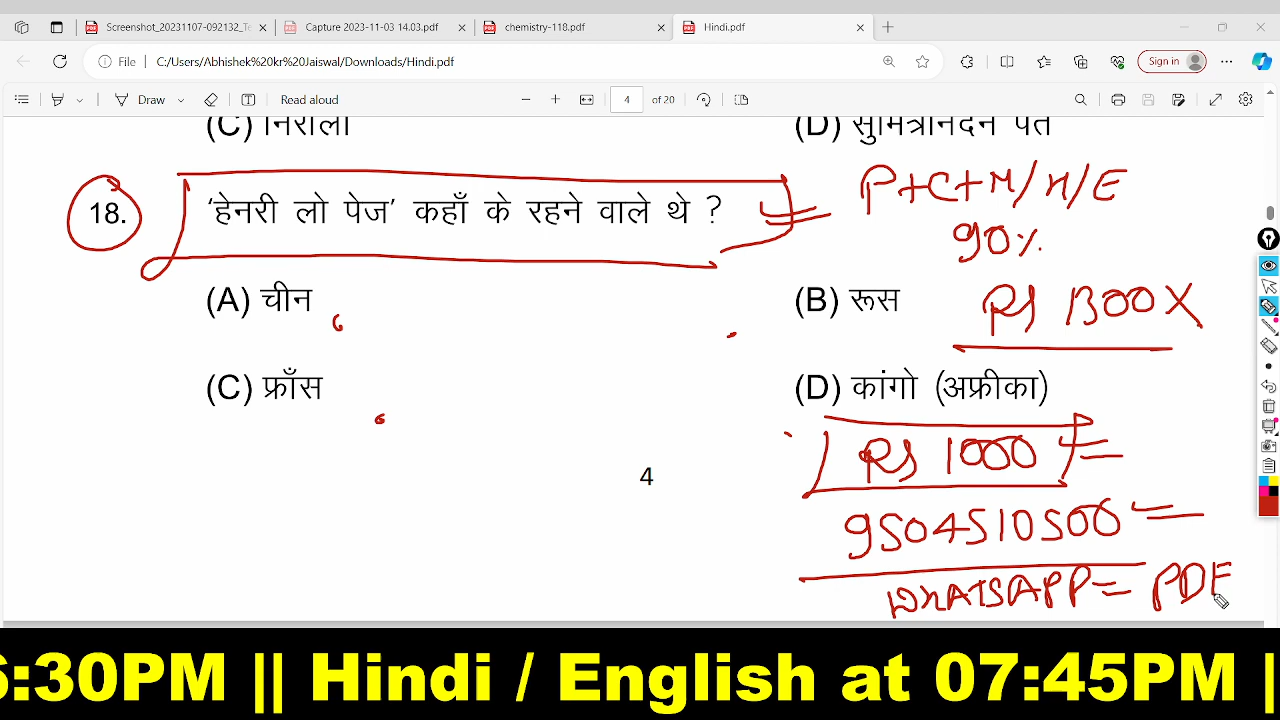 Screenshot_20231107-092132_Te
Capture 2023-11-03 14.03.pdf
chemistry-118.pdf
Hindi.pdf
File
C:/Users/Abhishek%20kr%20Jaiswal/Downloads/Hindi.pdf
Sign in
Draw
Read aloud
4 of 20
(C) निराला
(D) सुमित्रानंदन पंत
P+C+M/H/E
18. 'हेनरी लो पेज' कहाँ के रहने वाले थे ?
90%
(A) चीन
(B) रूस
Rs 1300 X
(C) फ्राँस
(D) कांगो (अफ्रीका)
Rs 1000 =
4
9504510500 =
WhATSAPP = PDF
6:30PM || Hindi / English at 07:45PM |